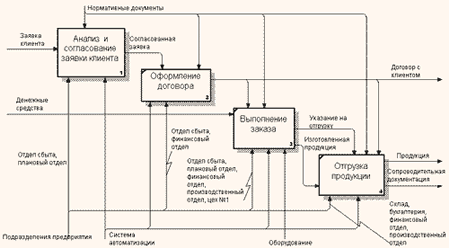 Нормативные документы
Заявка
клиента
Анализ и
согласование
заявки клиента
1
Согласованная
заявка
Оформление
договора
2
Договор с
клиентом
Денежные
средства
Выполнение
заказа
3
Указание на
отгрузку
Изготовленная
продукция
Отдел сбыта,
плановый отдел
Отдел сбыта,
финансовый
отдел
Отдел сбыта,
плановый отдел,
финансовый
отдел,
производственный
отдел, цех №1
Отгрузка
продукции
4
Продукция
Сопроводительная
документация
Склад,
бухгалтерия,
финансовый
отдел,
производственный
отдел
Подразделения предприятия
Система
автоматизации
Оборудование